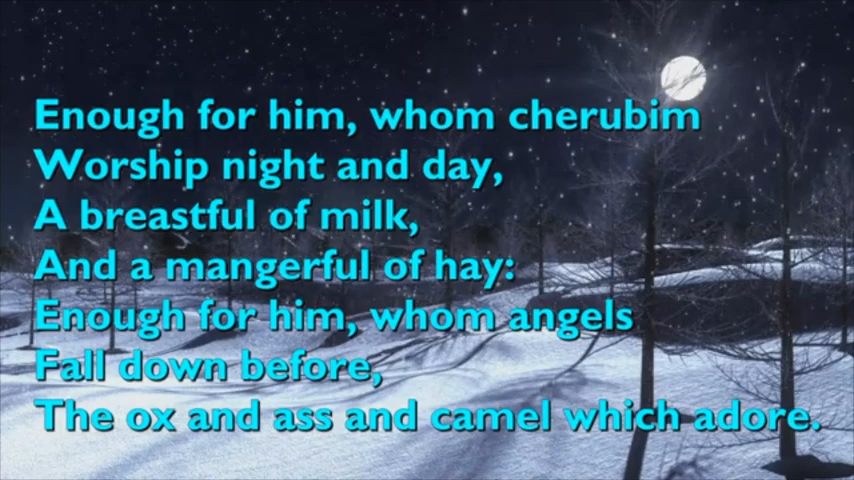 Enough for him, whom cherubim
Worship night and day,
A breastful of milk,
And a mangerful of hay:
Enough for him, whom angels
Fall down before,
The ox and ass and camel which adore.